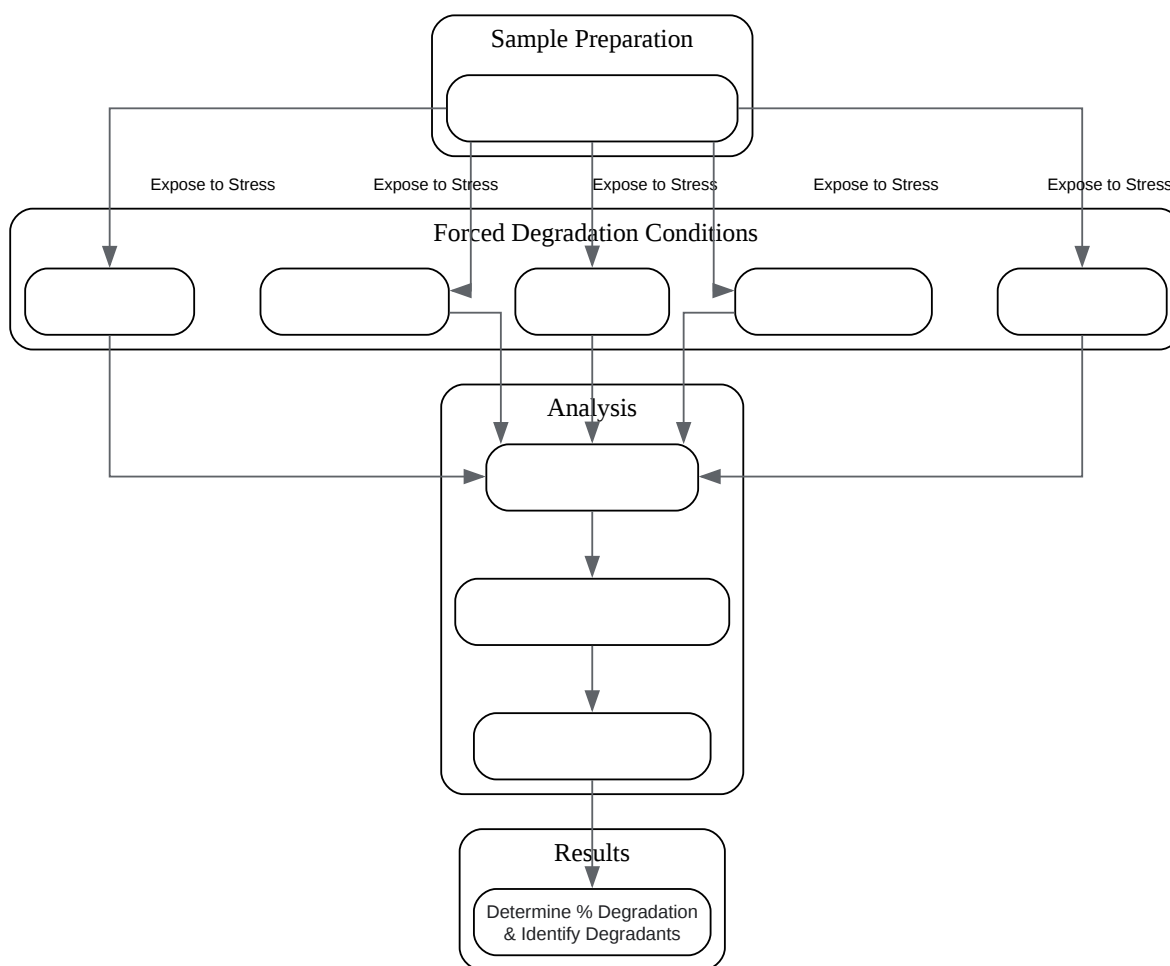 Sample Preparation
Expose to Stress
Expose to Stress
Expose to Stress
Expose to Stress
Expose to Stress
Forced Degradation Conditions
Analysis
Results
Determine % Degradation
& Identify Degradants